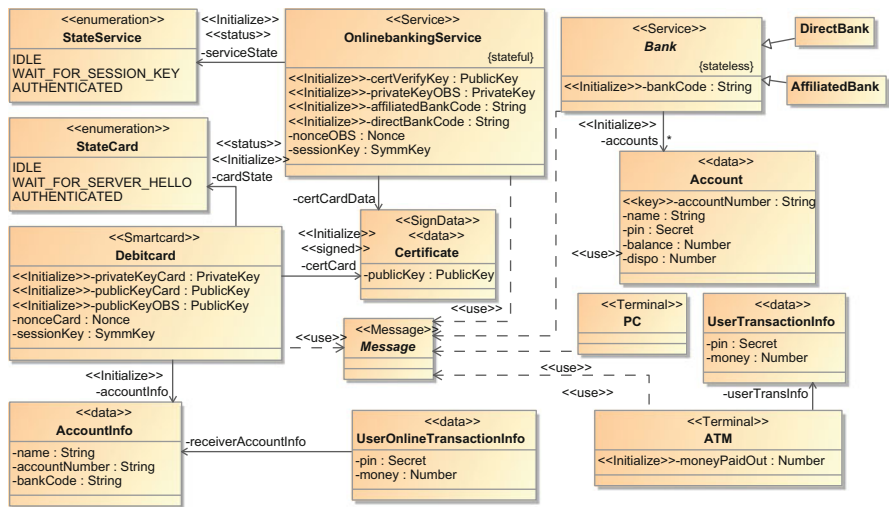 <<enumeration>>
StateService
IDLE
WAIT_FOR_SESSION_KEY
AUTHENTICATED
<<Initialize>>
<<status>>
-serviceState
<<Service>>
OnlinebankingService
{stateful}
<<Initialize>>-certVerifyKey : PublicKey
<<Initialize>>-privateKeyOBS : PrivateKey
<<Initialize>>-affiliatedBankCode : String
<<Initialize>>-directBankCode : String
-nonceOBS : Nonce
-sessionKey : SymmKey
<<Service>>
Bank
{stateless}
<<Initialize>>-bankCode : String
DirectBank
AffiliatedBank
<<enumeration>>
StateCard
IDLE
WAIT_FOR_SERVER_HELLO
AUTHENTICATED
<<status>>
<<Initialize>>
-cardState
<<Initialize>>
-accounts
*
<<data>>
Account
<<key>>-accountNumber : String
-name : String
-pin : Secret
-balance : Number
-dispo : Number
<<use>>
-certCardData
<<SignData>>
<<data>>
Certificate
-publicKey : PublicKey
<<Initialize>>
<<signed>>
-certCard
<<Smartcard>>
Debitcard
<<Initialize>>-privateKeyCard : PrivateKey
<<Initialize>>-publicKeyCard : PublicKey
<<Initialize>>-publicKeyOBS : PublicKey
-nonceCard : Nonce
-sessionKey : SymmKey
<<use>>
<<Message>>
Message
<<use>>
<<Terminal>>
PC
<<data>>
UserTransactionInfo
-pin : Secret
-money : Number
<<use>>
<<use>>
-userTransInfo
<<Initialize>>
-accountInfo
<<data>>
AccountInfo
-name : String
-accountNumber : String
-bankCode : String
-receiverAccountInfo
<<data>>
UserOnlineTransactionInfo
-pin : Secret
-money : Number
<<Terminal>>
ATM
<<Initialize>>-moneyPaidOut : Number